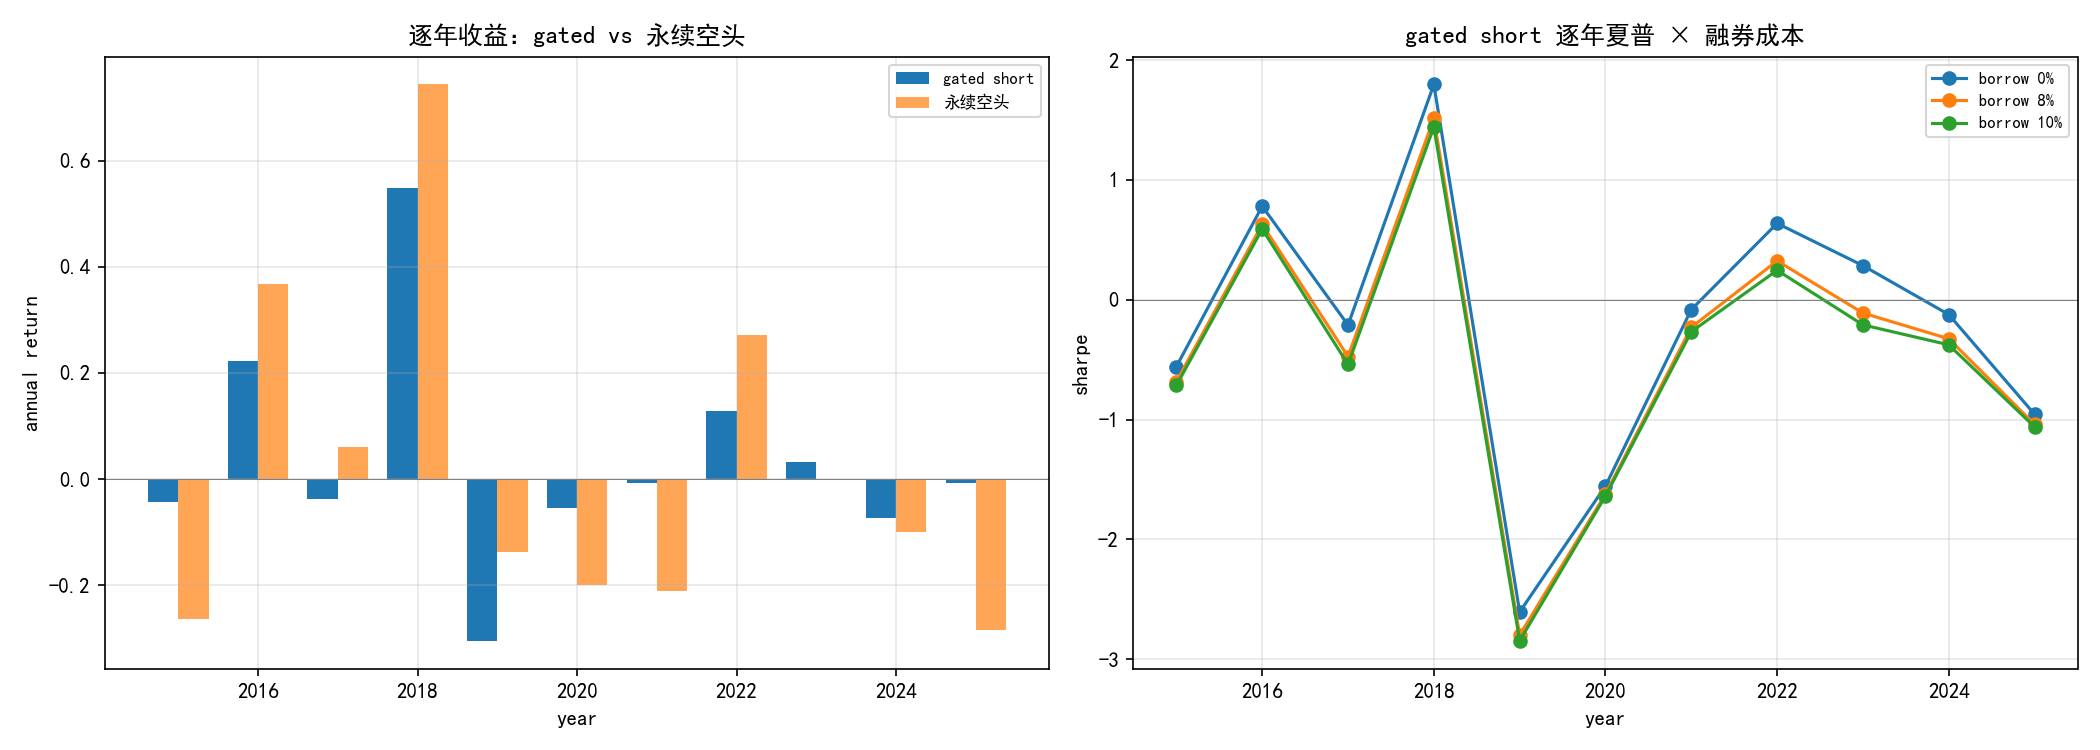 逐年收益: gated vs 永续空头
gated short
永续空头
annual return
0.6
0.4
0.2
0.0
−0.2
2016
2018
2020
2022
2024
year
gated short 逐年夏普 × 融券成本
borrow 0%
borrow 8%
borrow 10%
sharpe
2
1
0
−1
−2
−3
2016
2018
2020
2022
2024
year